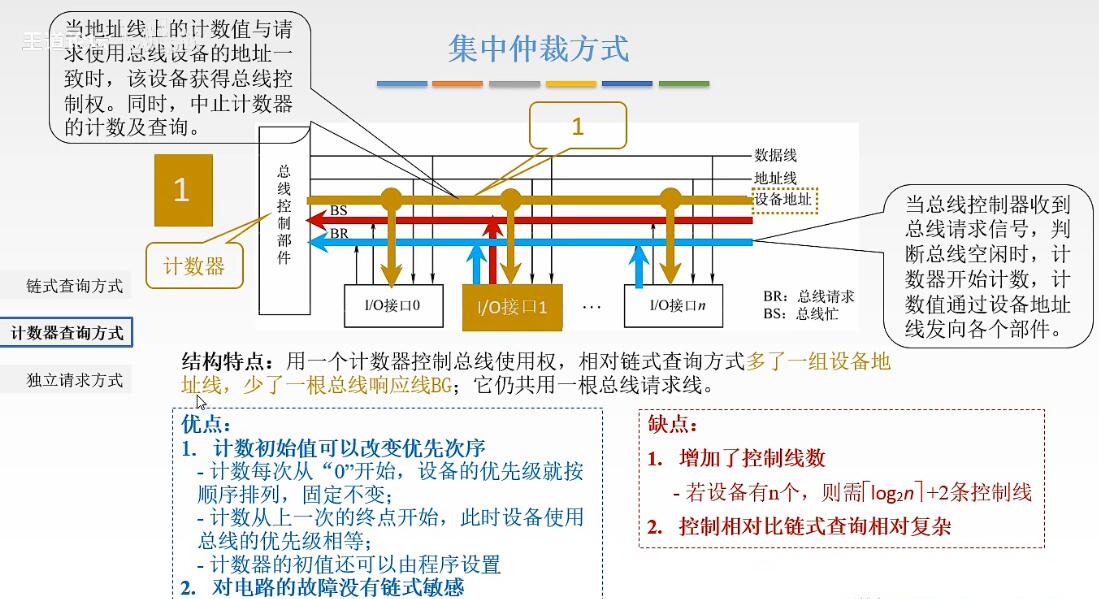 集中仲裁方式
当地址线上的计数值与请
求使用总线设备的地址一
致时，该设备获得总线控
制权。同时，中止计数器
的计数及查询。
1
1
计数器
总线控制部件
数据线
地址线
设备地址
BS
BR
I/O接口0
I/O接口1
…
I/O接口n
BR：总线请求
BS：总线忙
当总线控制器收到
总线请求信号，判
断总线空闲时，计
数器开始计数，计
数值通过设备地址
线发向各个部件。
链式查询方式
计数器查询方式
独立请求方式
结构特点：用一个计数器控制总线使用权，相对链式查询方式多了一组设备地
址线，少了一根总线响应线BG；它仍共用一根总线请求线。
优点：
1. 计数初始值可以改变优先次序
- 计数每次从“0”开始，设备的优先级就按
顺序排列，固定不变；
- 计数从上一次的终点开始，此时设备使用
总线的优先级相等；
- 计数器的初值还可以由程序设置
2. 对电路的故障没有链式敏感
缺点：
1. 增加了控制线数
- 若设备有n个，则需⌈log₂n⌉+2条控制线
2. 控制相对比链式查询相对复杂